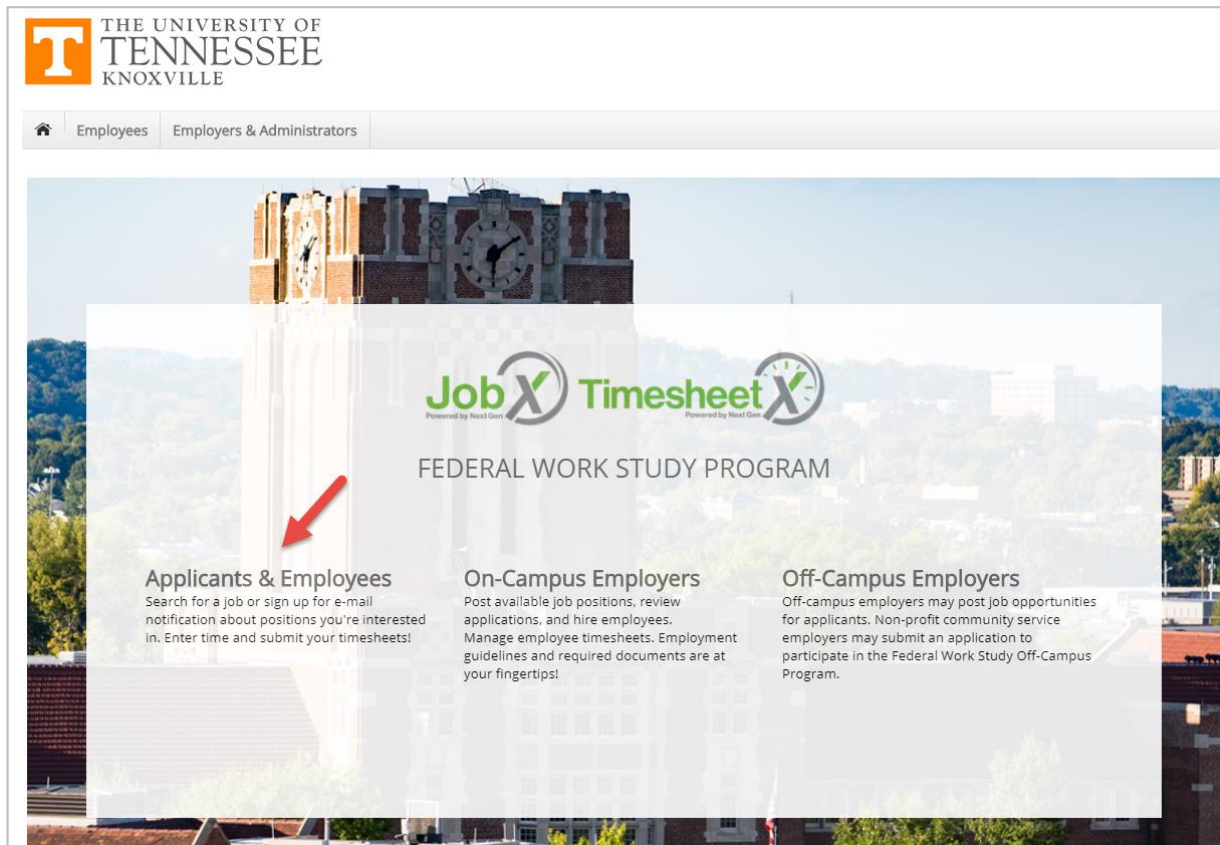 THE UNIVERSITY OF
TENNESSEE
KNOXVILLE
Employees Employers & Administrators
JobX TimesheetX
Powered by Next Gen Powered by Next Gen
FEDERAL WORK STUDY PROGRAM
Applicants & Employees
Search for a job or sign up for e-mail
notification about positions you're interested
in. Enter time and submit your timesheets!
On-Campus Employers
Post available job positions, review
applications, and hire employees.
Manage employee timesheets. Employment
guidelines and required documents are at
your fingertips!
Off-Campus Employers
Off-campus employers may post job opportunities
for applicants. Non-profit community service
employers may submit an application to
participate in the Federal Work Study Off-Campus
Program.